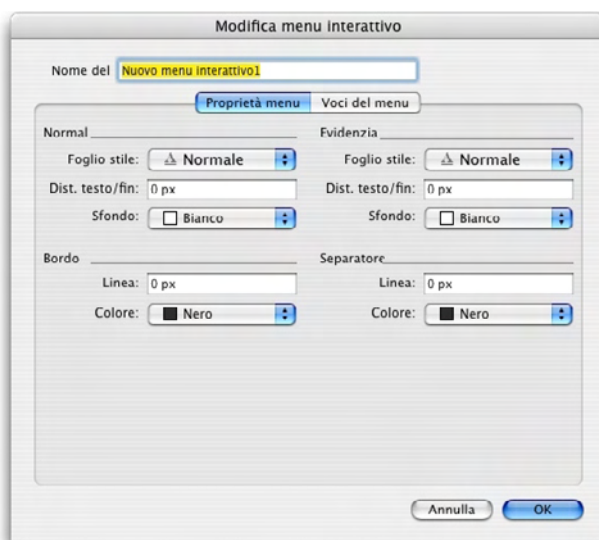 Modifica menu interattivo
Nome del Nuovo menu interattivo1
Proprietà menu Voci del menu
Normal Evidenzia
Foglio stile: Normale Foglio stile: Normale
Dist. testo/fin: 0 px Dist. testo/fin: 0 px
Sfondo: Bianco Sfondo: Bianco
Bordo Separatore
Linea: 0 px Linea: 0 px
Colore: Nero Colore: Nero
Annulla OK